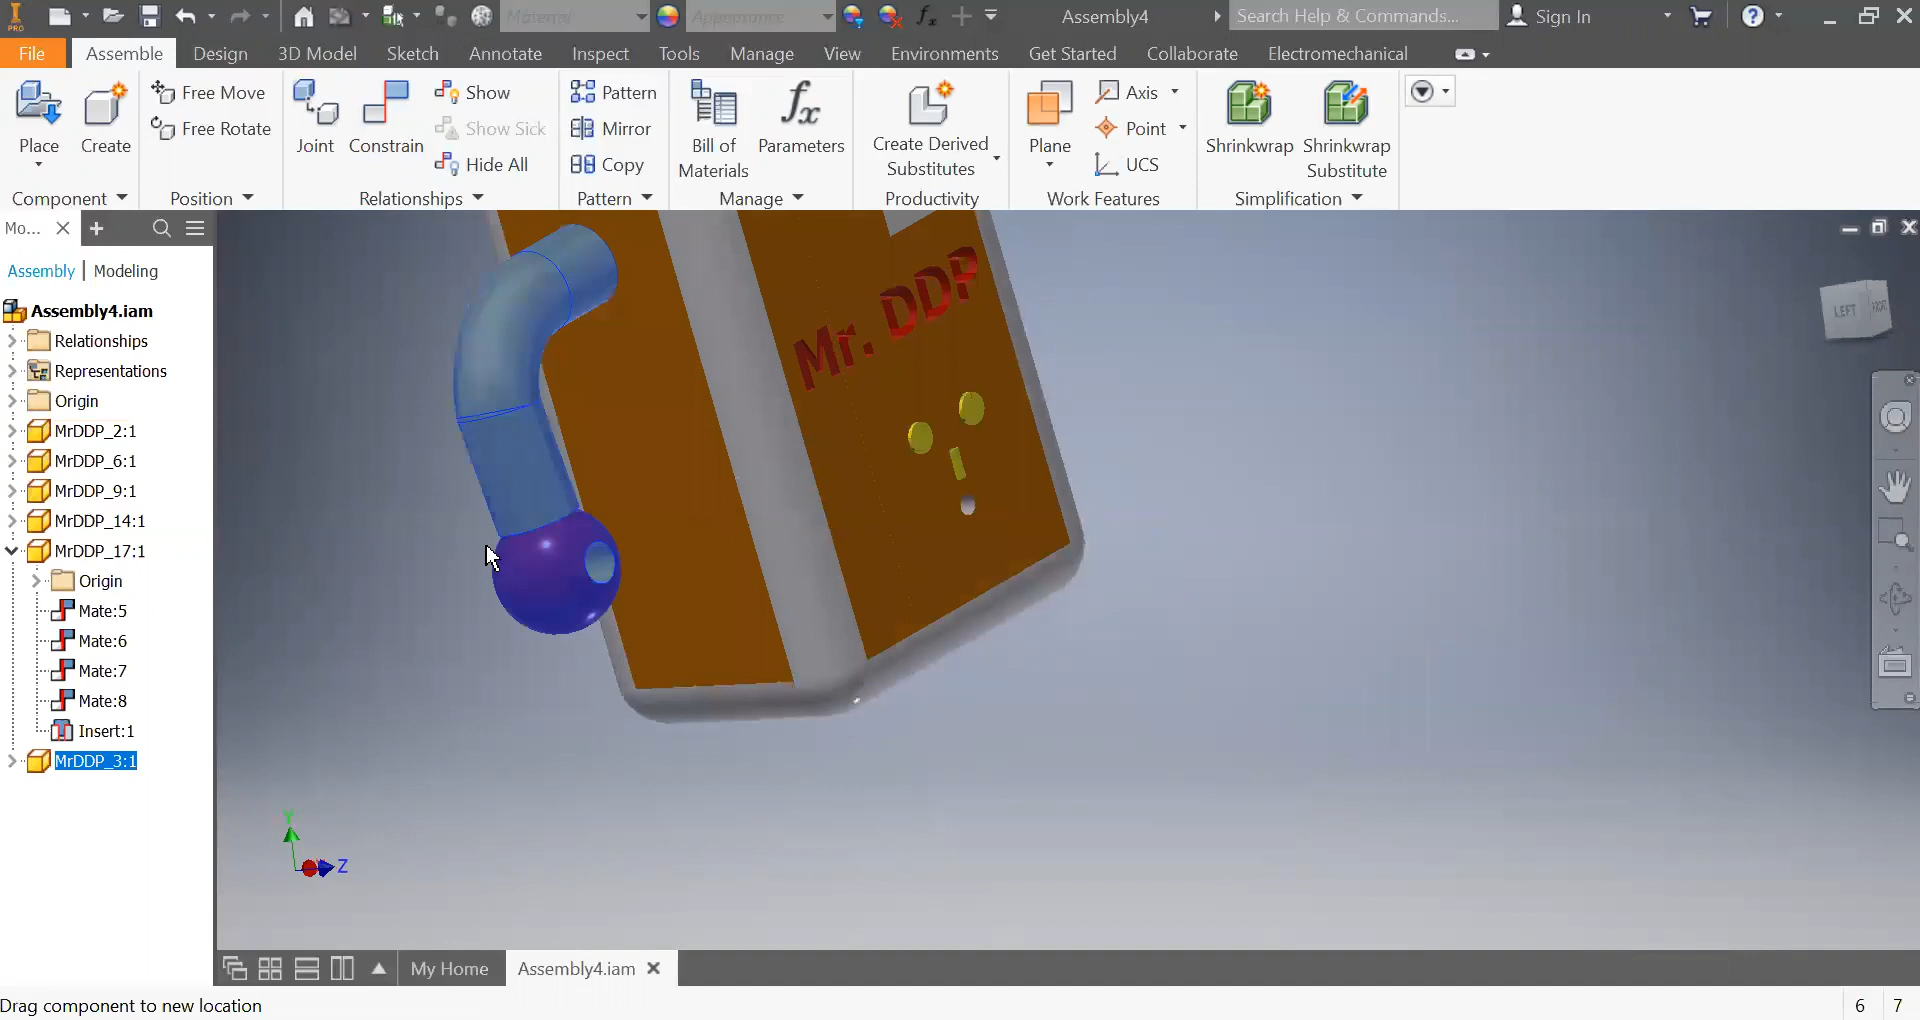 PRO
Material
Appearance
Assembly4
Search Help & Commands...
Sign In
File
Assemble
Design
3D Model
Sketch
Annotate
Inspect
Tools
Manage
View
Environments
Get Started
Collaborate
Electromechanical
Place
Create
Free Move
Free Rotate
Joint
Constrain
Show
Show Sick
Hide All
Pattern
Mirror
Copy
Bill of
Materials
Parameters
Create Derived
Substitutes
Plane
Axis
Point
UCS
Shrinkwrap
Shrinkwrap
Substitute
Component
Position
Relationships
Pattern
Manage
Productivity
Work Features
Simplification
Mo...
Assembly
Modeling
Assembly4.iam
Relationships
Representations
Origin
MrDDP_2:1
MrDDP_6:1
MrDDP_9:1
MrDDP_14:1
MrDDP_17:1
Origin
Mate:5
Mate:6
Mate:7
Mate:8
Insert:1
MrDDP_3:1
Mr. DDP
LEFT
FRONT
Y
Z
My Home
Assembly4.iam
Drag component to new location
6 7